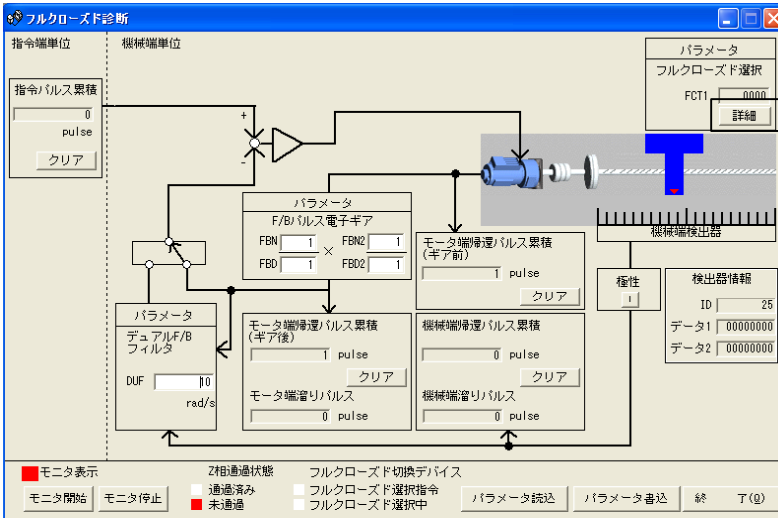 フルクローズド診断
指令端単位
機械端単位
パラメータ
フルクローズド選択
FCT1 0000
詳細
指令パルス累積
0
pulse
クリア
+
-
パラメータ
F/Bパルス電子ギア
FBN 1 × FBN2 1
FBD 1 FBD2 1
機械端検出器
モータ端帰還パルス累積
(ギア前)
1 pulse
クリア
極性
検出器情報
ID 25
データ1 00000000
データ2 00000000
パラメータ
デュアルF/B
フィルタ
DUF 10
rad/s
モータ端帰還パルス累積
(ギア後)
1 pulse
クリア
モータ端溜りパルス
0 pulse
機械端帰還パルス累積
0 pulse
クリア
機械端溜りパルス
0 pulse
モニタ表示
モニタ開始 モニタ停止
Z相通過状態
通過済み
未通過
フルクローズド切換デバイス
フルクローズド選択指令
フルクローズド選択中
パラメータ読込 パラメータ書込 終 了(Q)